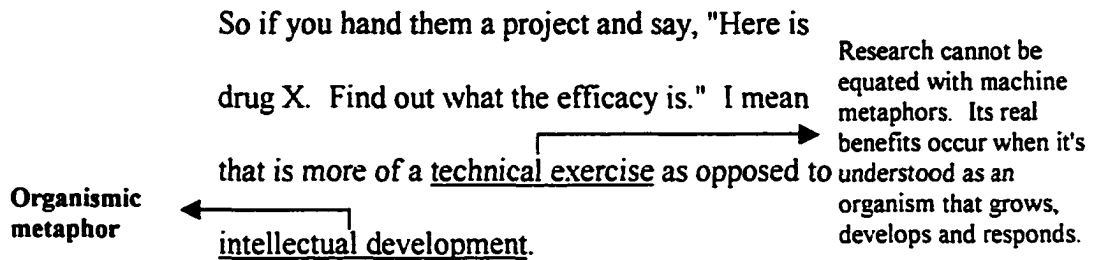 So if you hand them a project and say, "Here is
drug X. Find out what the efficacy is." I mean
that is more of a technical exercise as opposed to
intellectual development.
Research cannot be
equated with machine
metaphors. Its real
benefits occur when it's
understood as an
organism that grows,
develops and responds.
Organismic
metaphor